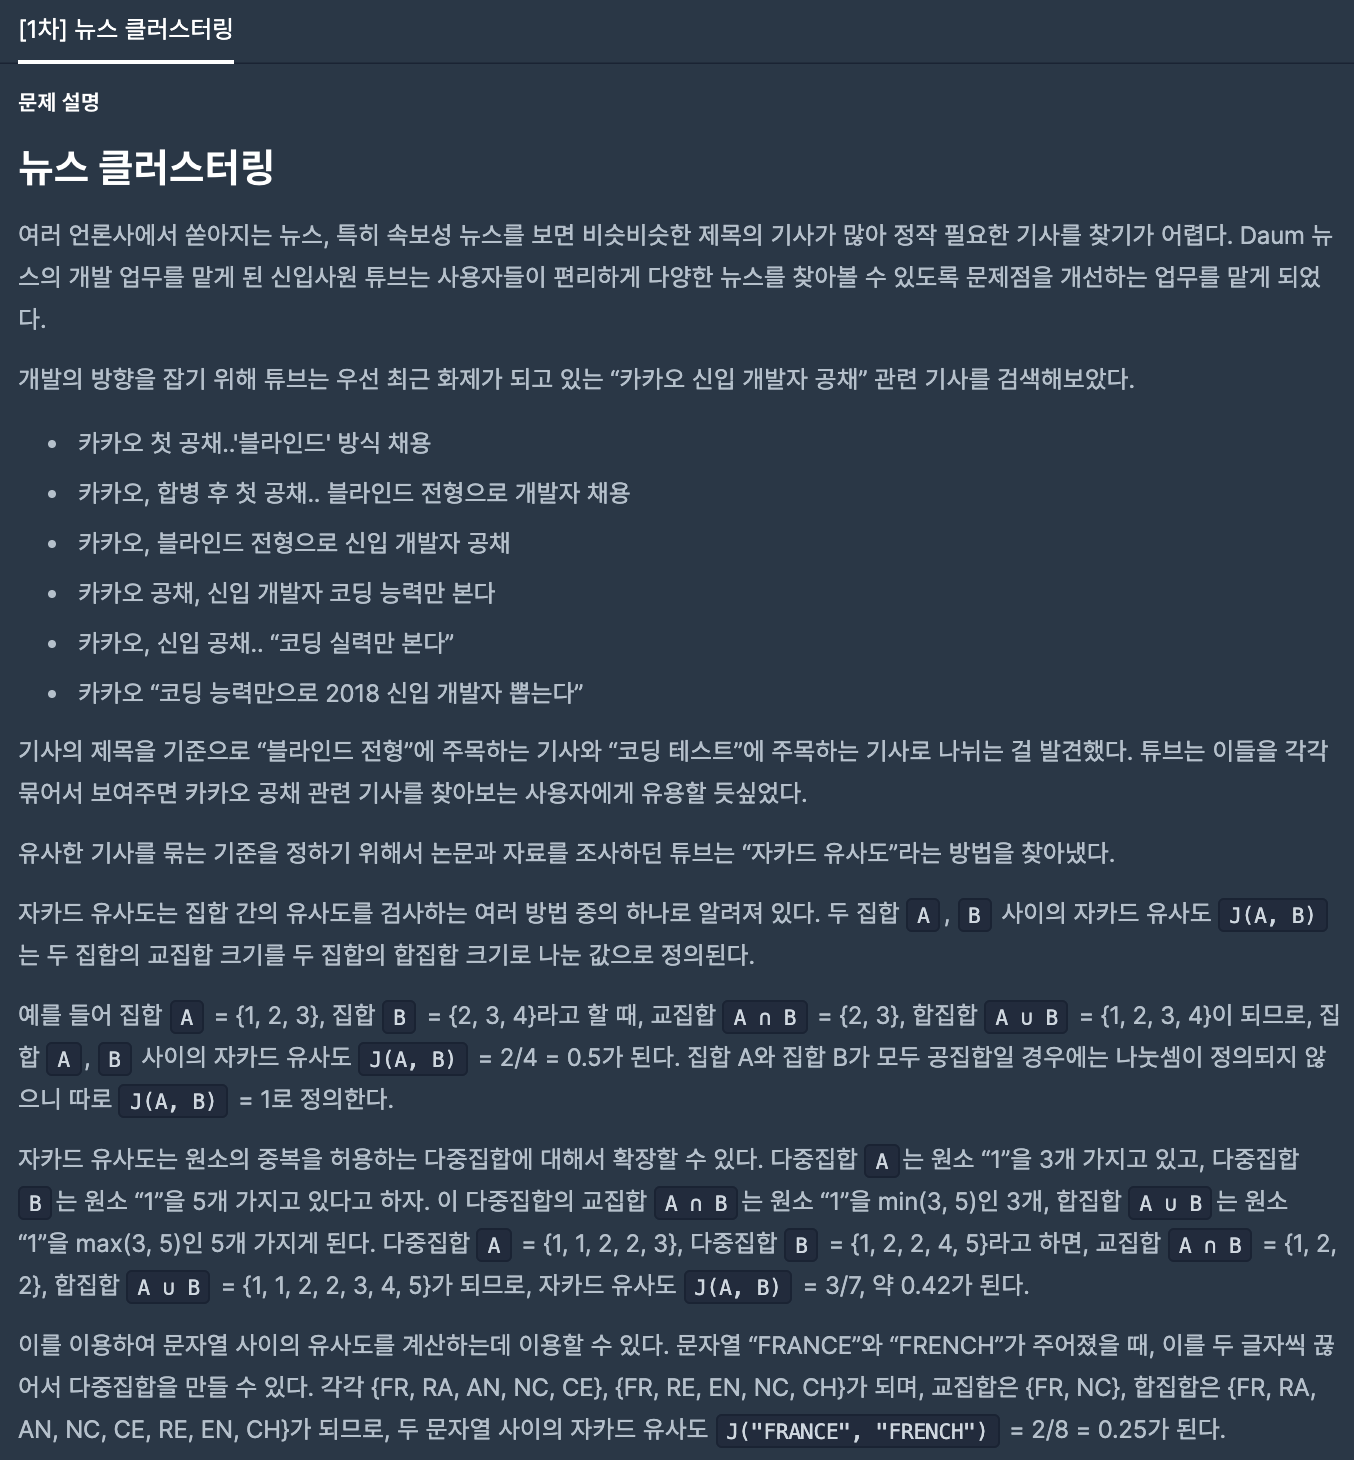 [1차] 뉴스 클러스터링
문제 설명
뉴스 클러스터링
여러 언론사에서 쏟아지는 뉴스, 특히 속보성 뉴스를 보면 비슷비슷한 제목의 기사가 많아 정작 필요한 기사를 찾기가 어렵다. Daum 뉴
스의 개발 업무를 맡게 된 신입사원 튜브는 사용자들이 편리하게 다양한 뉴스를 찾아볼 수 있도록 문제점을 개선하는 업무를 맡게 되었
다.
개발의 방향을 잡기 위해 튜브는 우선 최근 화제가 되고 있는 “카카오 신입 개발자 공채” 관련 기사를 검색해보았다.
• 카카오 첫 공채..'블라인드' 방식 채용
• 카카오, 합병 후 첫 공채.. 블라인드 전형으로 개발자 채용
• 카카오, 블라인드 전형으로 신입 개발자 공채
• 카카오 공채, 신입 개발자 코딩 능력만 본다
• 카카오, 신입 공채.. “코딩 실력만 본다”
• 카카오 “코딩 능력만으로 2018 신입 개발자 뽑는다”
기사의 제목을 기준으로 “블라인드 전형”에 주목하는 기사와 “코딩 테스트”에 주목하는 기사로 나뉘는 걸 발견했다. 튜브는 이들을 각각
묶어서 보여주면 카카오 공채 관련 기사를 찾아보는 사용자에게 유용할 듯싶었다.
유사한 기사를 묶는 기준을 정하기 위해서 논문과 자료를 조사하던 튜브는 “자카드 유사도”라는 방법을 찾아냈다.
자카드 유사도는 집합 간의 유사도를 검사하는 여러 방법 중의 하나로 알려져 있다. 두 집합 A, B 사이의 자카드 유사도 J(A, B)
는 두 집합의 교집합 크기를 두 집합의 합집합 크기로 나눈 값으로 정의된다.
예를 들어 집합 A = {1, 2, 3}, 집합 B = {2, 3, 4}라고 할 때, 교집합 A ∩ B = {2, 3}, 합집합 A ∪ B = {1, 2, 3, 4}이 되므로, 집
합 A, B 사이의 자카드 유사도 J(A, B) = 2/4 = 0.5가 된다. 집합 A와 집합 B가 모두 공집합일 경우에는 나눗셈이 정의되지 않
으니 따로 J(A, B) = 1로 정의한다.
자카드 유사도는 원소의 중복을 허용하는 다중집합에 대해서 확장할 수 있다. 다중집합 A는 원소 “1”을 3개 가지고 있고, 다중집합
B는 원소 “1”을 5개 가지고 있다고 하자. 이 다중집합의 교집합 A ∩ B는 원소 “1”을 min(3, 5)인 3개, 합집합 A ∪ B는 원소
“1”을 max(3, 5)인 5개 가지게 된다. 다중집합 A = {1, 1, 2, 2, 3}, 다중집합 B = {1, 2, 2, 4, 5}라고 하면, 교집합 A ∩ B = {1, 2,
2}, 합집합 A ∪ B = {1, 1, 2, 2, 3, 4, 5}가 되므로, 자카드 유사도 J(A, B) = 3/7, 약 0.42가 된다.
이를 이용하여 문자열 사이의 유사도를 계산하는데 이용할 수 있다. 문자열 “FRANCE”와 “FRENCH”가 주어졌을 때, 이를 두 글자씩 끊
어서 다중집합을 만들 수 있다. 각각 {FR, RA, AN, NC, CE}, {FR, RE, EN, NC, CH}가 되며, 교집합은 {FR, NC}, 합집합은 {FR, RA,
AN, NC, CE, RE, EN, CH}가 되므로, 두 문자열 사이의 자카드 유사도 J("FRANCE", "FRENCH") = 2/8 = 0.25가 된다.